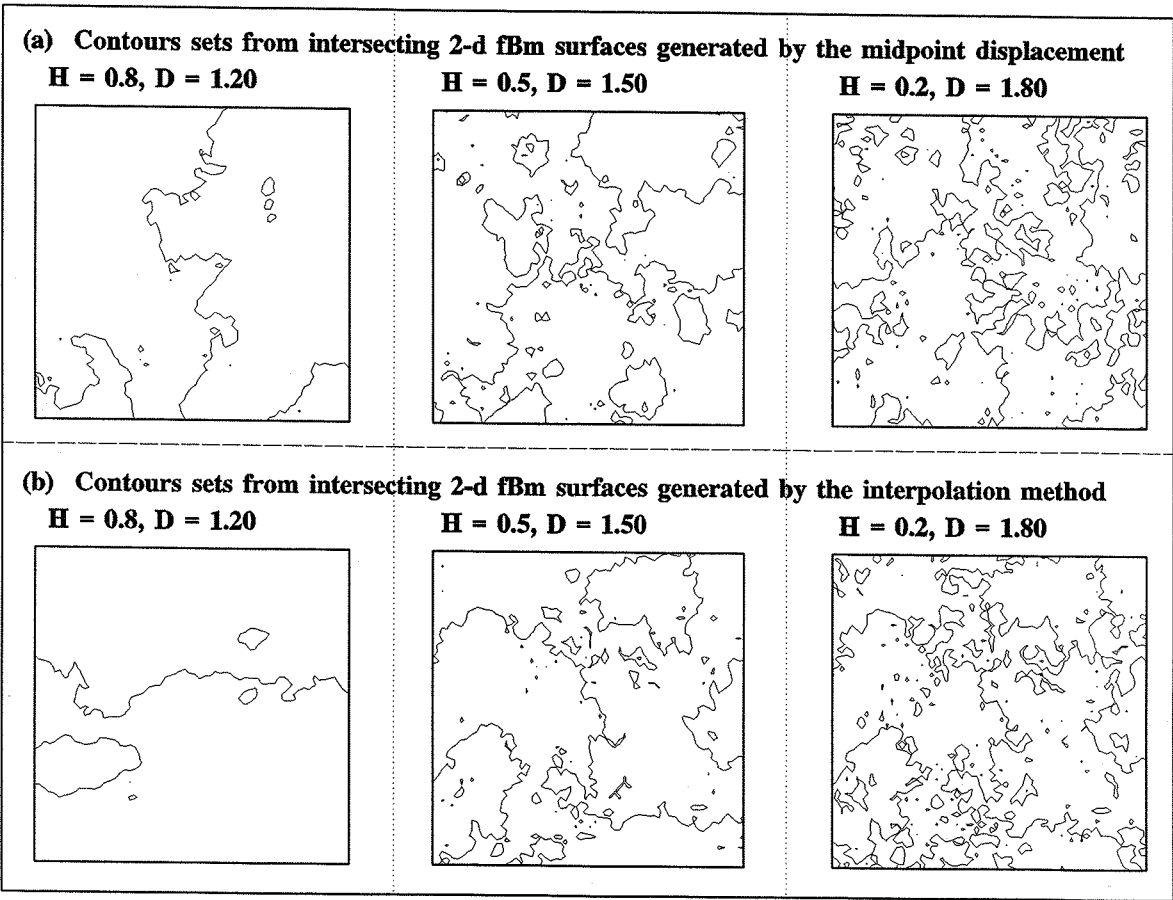 (a) Contours sets from intersecting 2-d fBm surfaces generated by the midpoint displacement
H = 0.8, D = 1.20
H = 0.5, D = 1.50
H = 0.2, D = 1.80
(b) Contours sets from intersecting 2-d fBm surfaces generated by the interpolation method
H = 0.8, D = 1.20
H = 0.5, D = 1.50
H = 0.2, D = 1.80